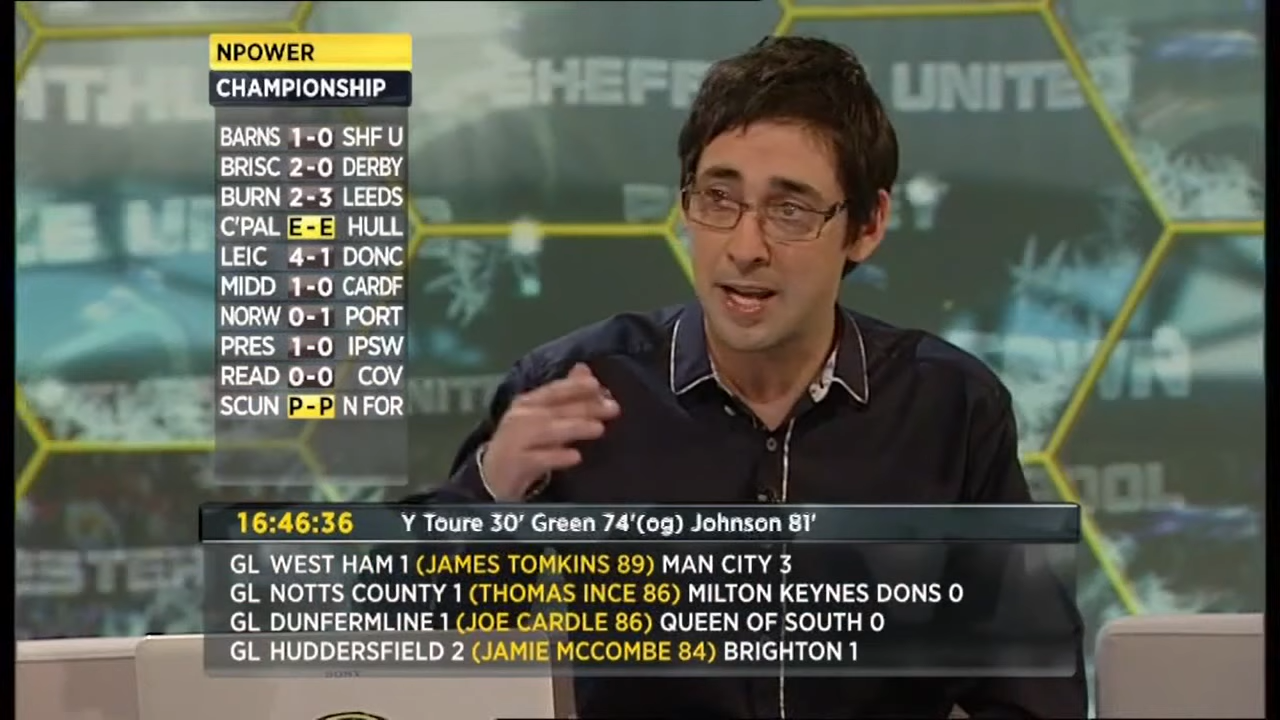 NPOWER
CHAMPIONSHIP
BARNS 1-0 SHF U
BRISC 2-0 DERBY
BURN 2-3 LEEDS
C'PAL E-E HULL
LEIC 4-1 DONC
MIDD 1-0 CARDF
NORW 0-1 PORT
PRES 1-0 IPSW
READ 0-0 COV
SCUN P-P N FOR
16:46:36 Y Toure 30' Green 74'(og) Johnson 81'
GL WEST HAM 1 (JAMES TOMKINS 89) MAN CITY 3
GL NOTTS COUNTY 1 (THOMAS INCE 86) MILTON KEYNES DONS 0
GL DUNFERMLINE 1 (JOE CARDLE 86) QUEEN OF SOUTH 0
GL HUDDERSFIELD 2 (JAMIE MCCOMBE 84) BRIGHTON 1
UNITED
SONY